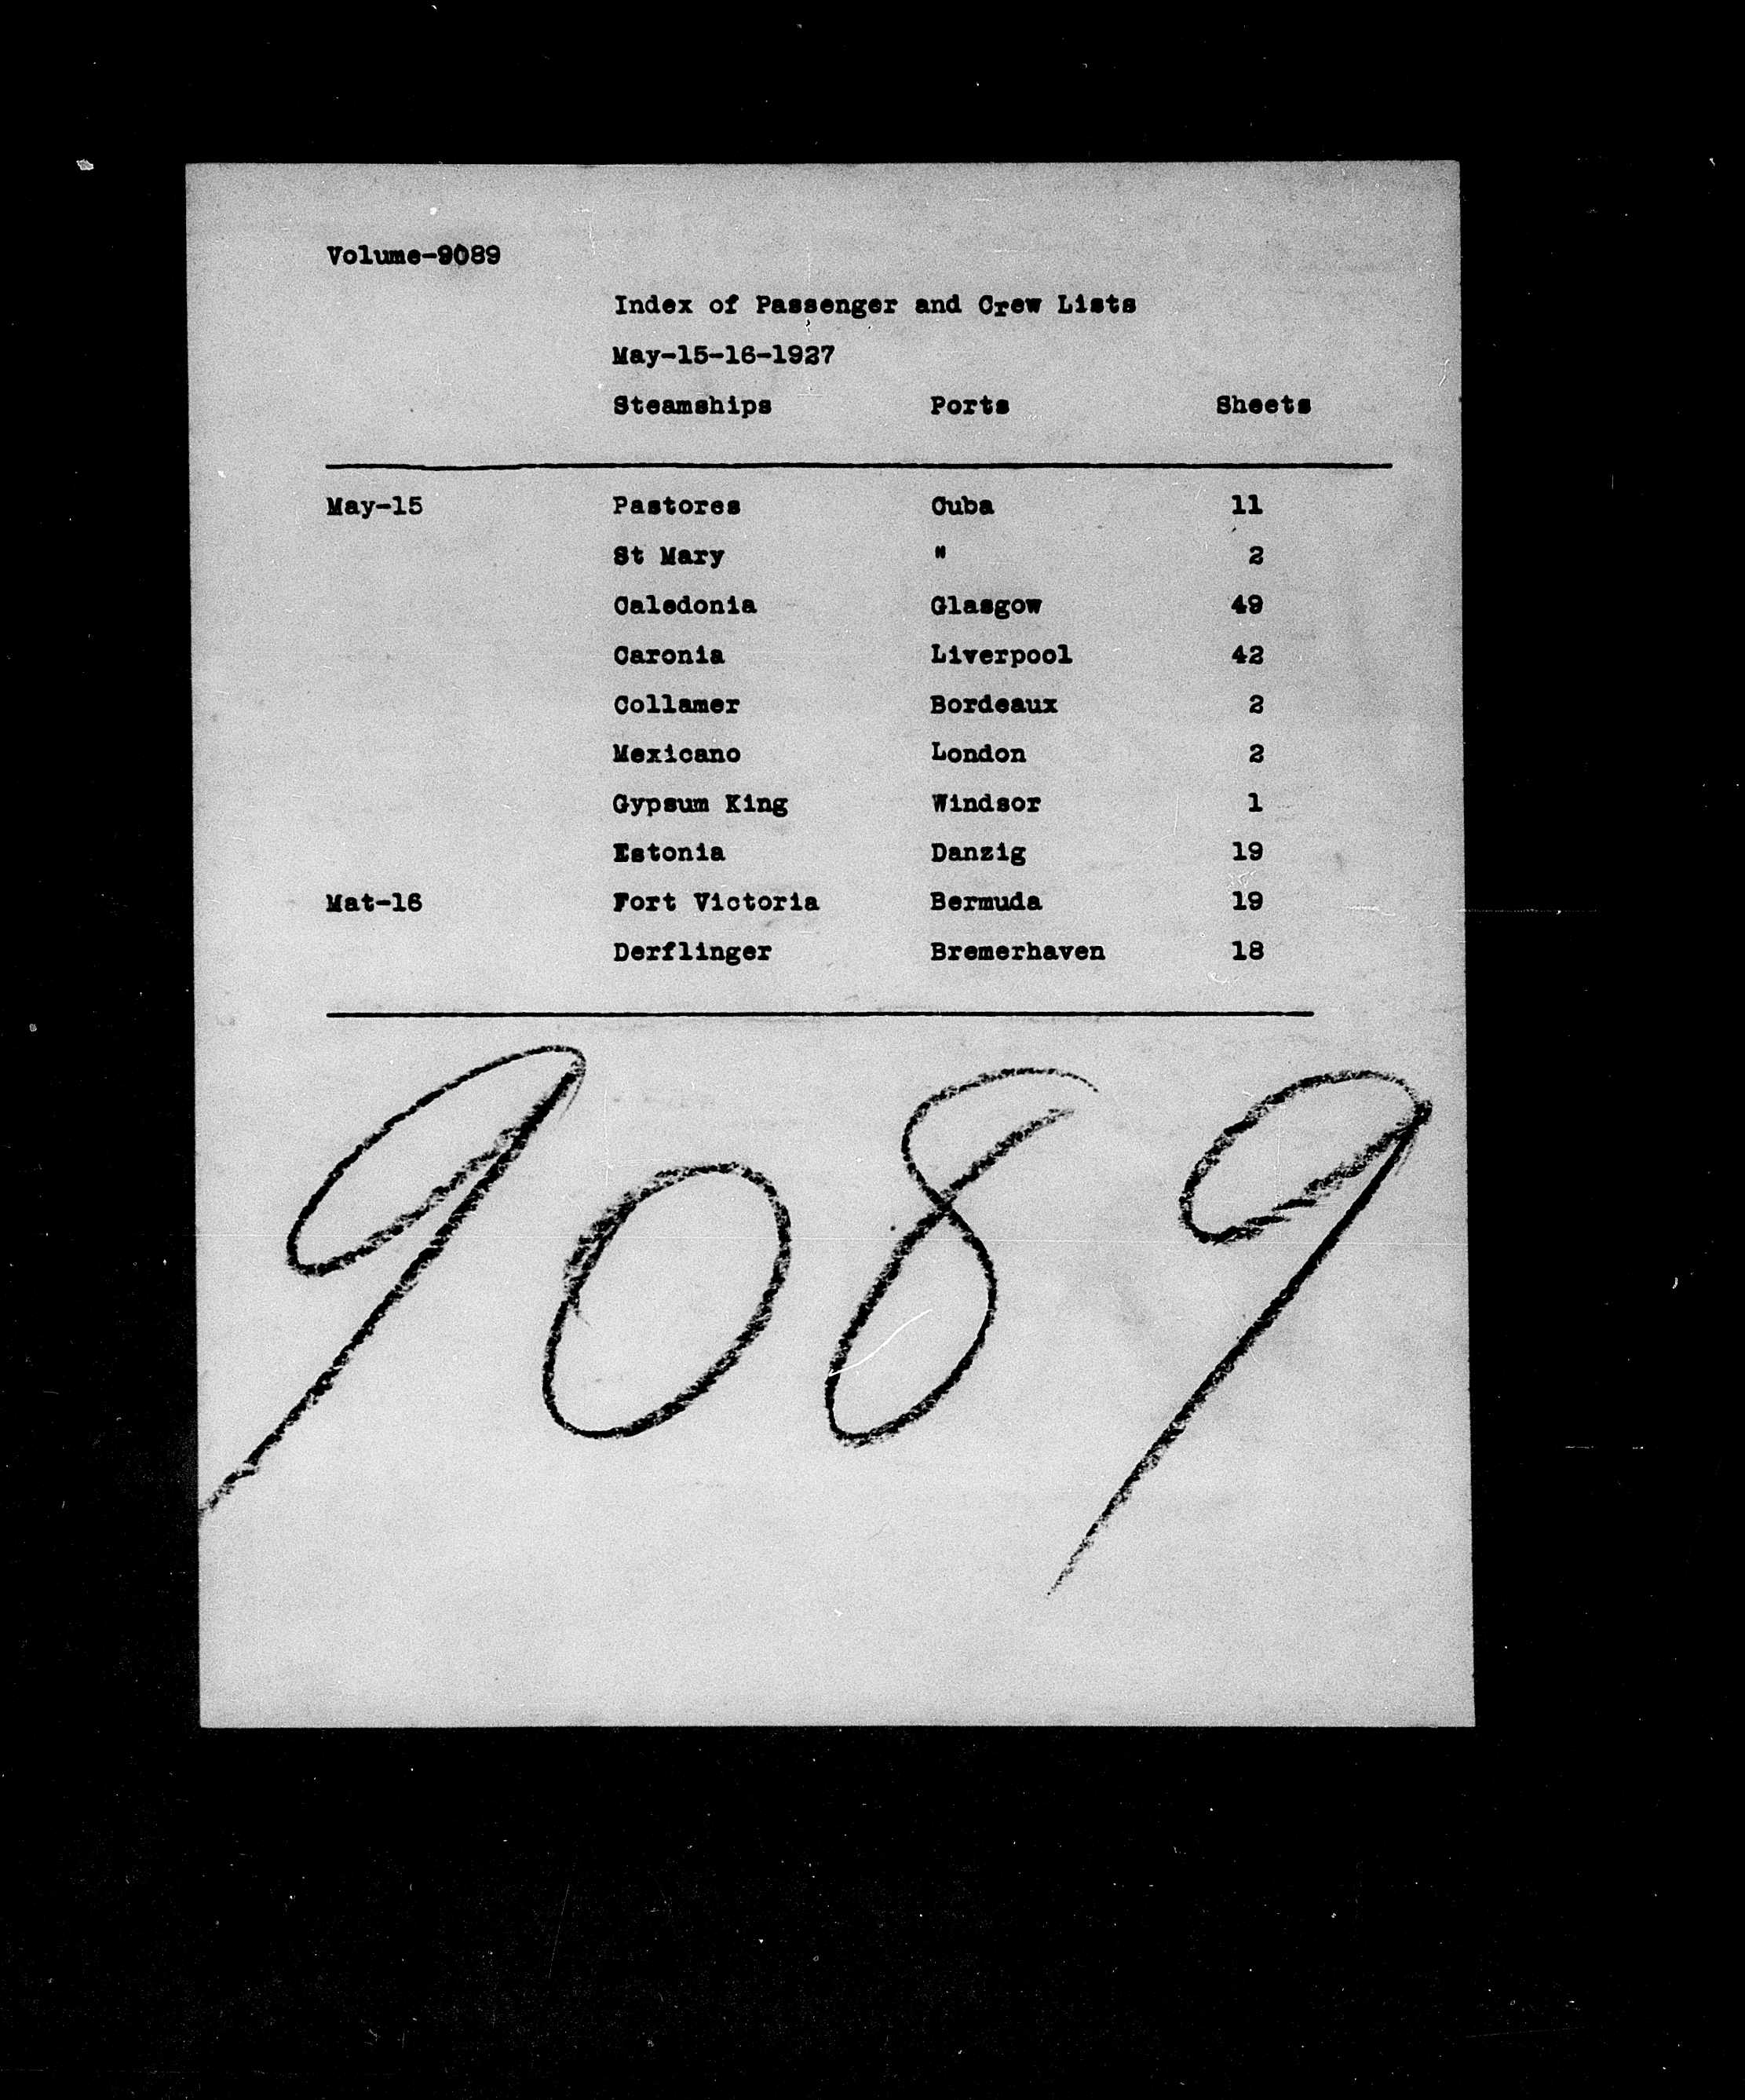 Volume-9089
Index of Passenger and Crew Lists
May-15-16-1927
Steamships Ports Sheets
May-15 Pastores Cuba 11
St Mary " 2
Caledonia Glasgow 49
Caronia Liverpool 42
Collamer Bordeaux 2
Mexicano London 2
Gypsum King Windsor 1
Estonia Danzig 19
Mat-16 Fort Victoria Bermuda 19
Derflinger Bremerhaven 18
9089